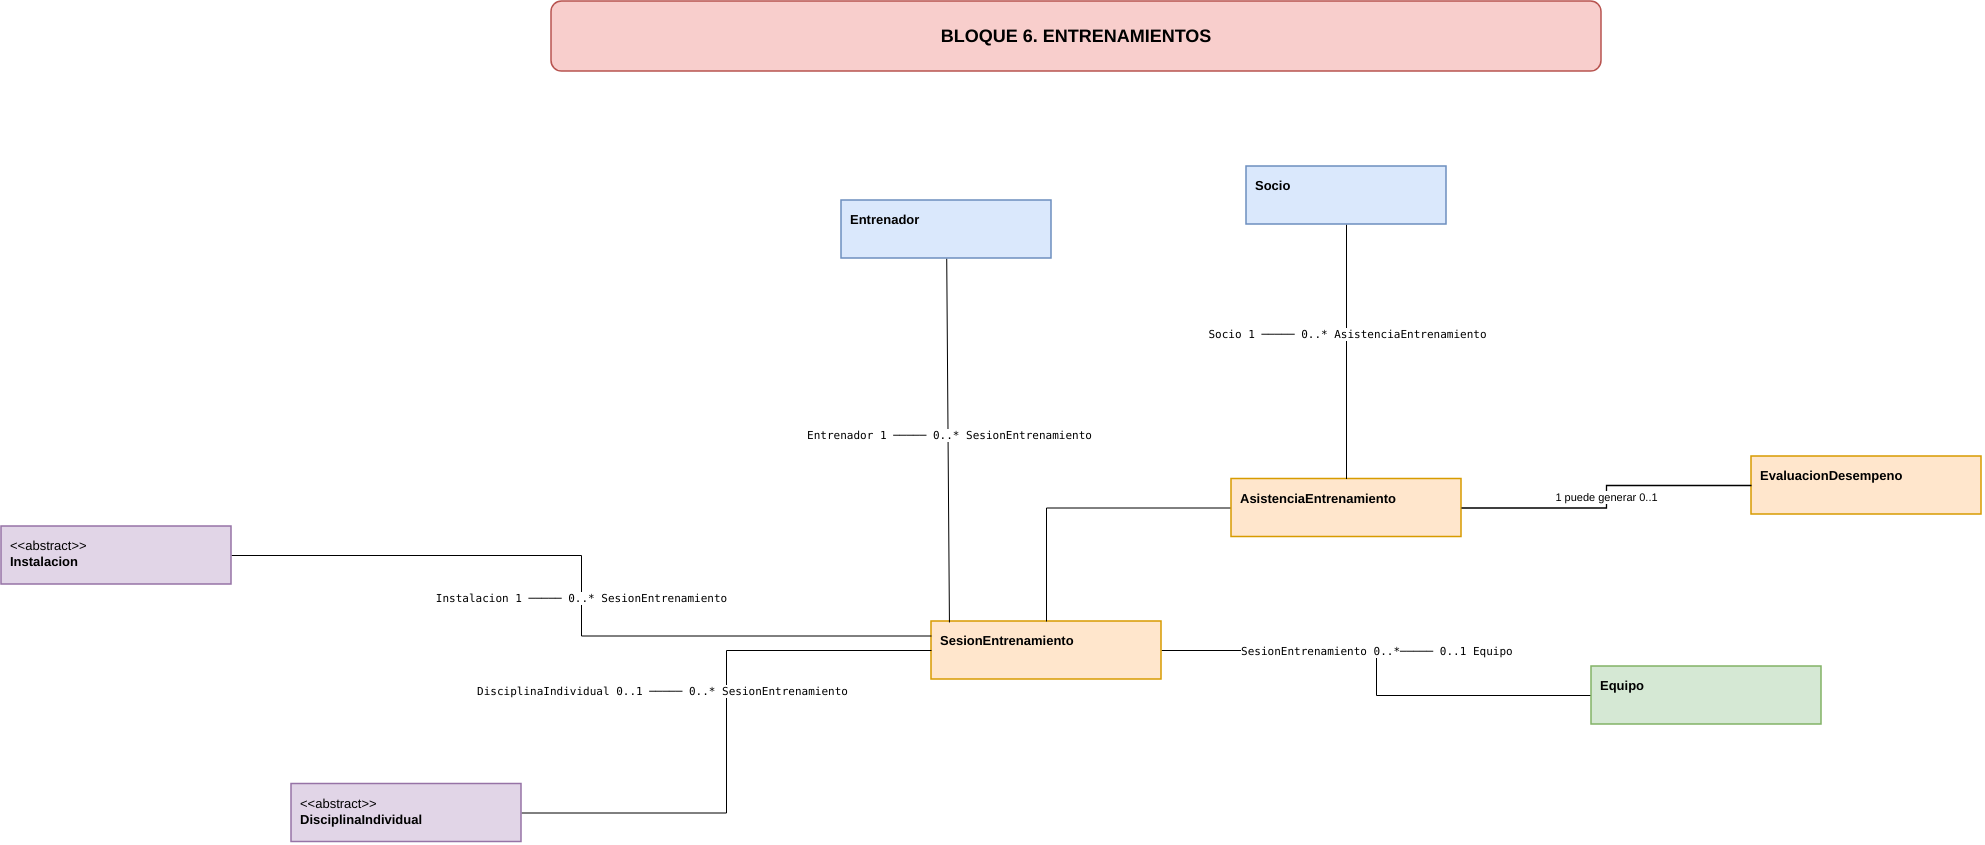 BLOQUE 6. ENTRENAMIENTOS
Socio
Entrenador
Socio 1 ───── 0..* AsistenciaEntrenamiento
Entrenador 1 ───── 0..* SesionEntrenamiento
EvaluacionDesempeno
AsistenciaEntrenamiento
1 puede generar 0..1
<<abstract>>
Instalacion
Instalacion 1 ───── 0..* SesionEntrenamiento
SesionEntrenamiento
SesionEntrenamiento 0..*───── 0..1 Equipo
Equipo
DisciplinaIndividual 0..1 ───── 0..* SesionEntrenamiento
<<abstract>>
DisciplinaIndividual